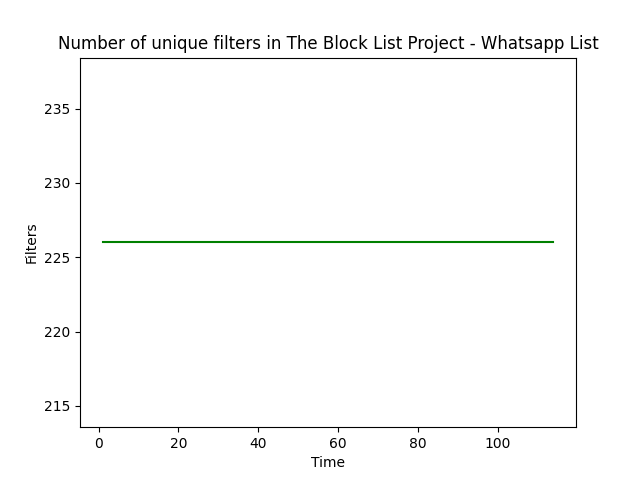 Number of unique filters in The Block List Project - Whatsapp List
235
230
225
220
215
Filters
0 20 40 60 80 100
Time